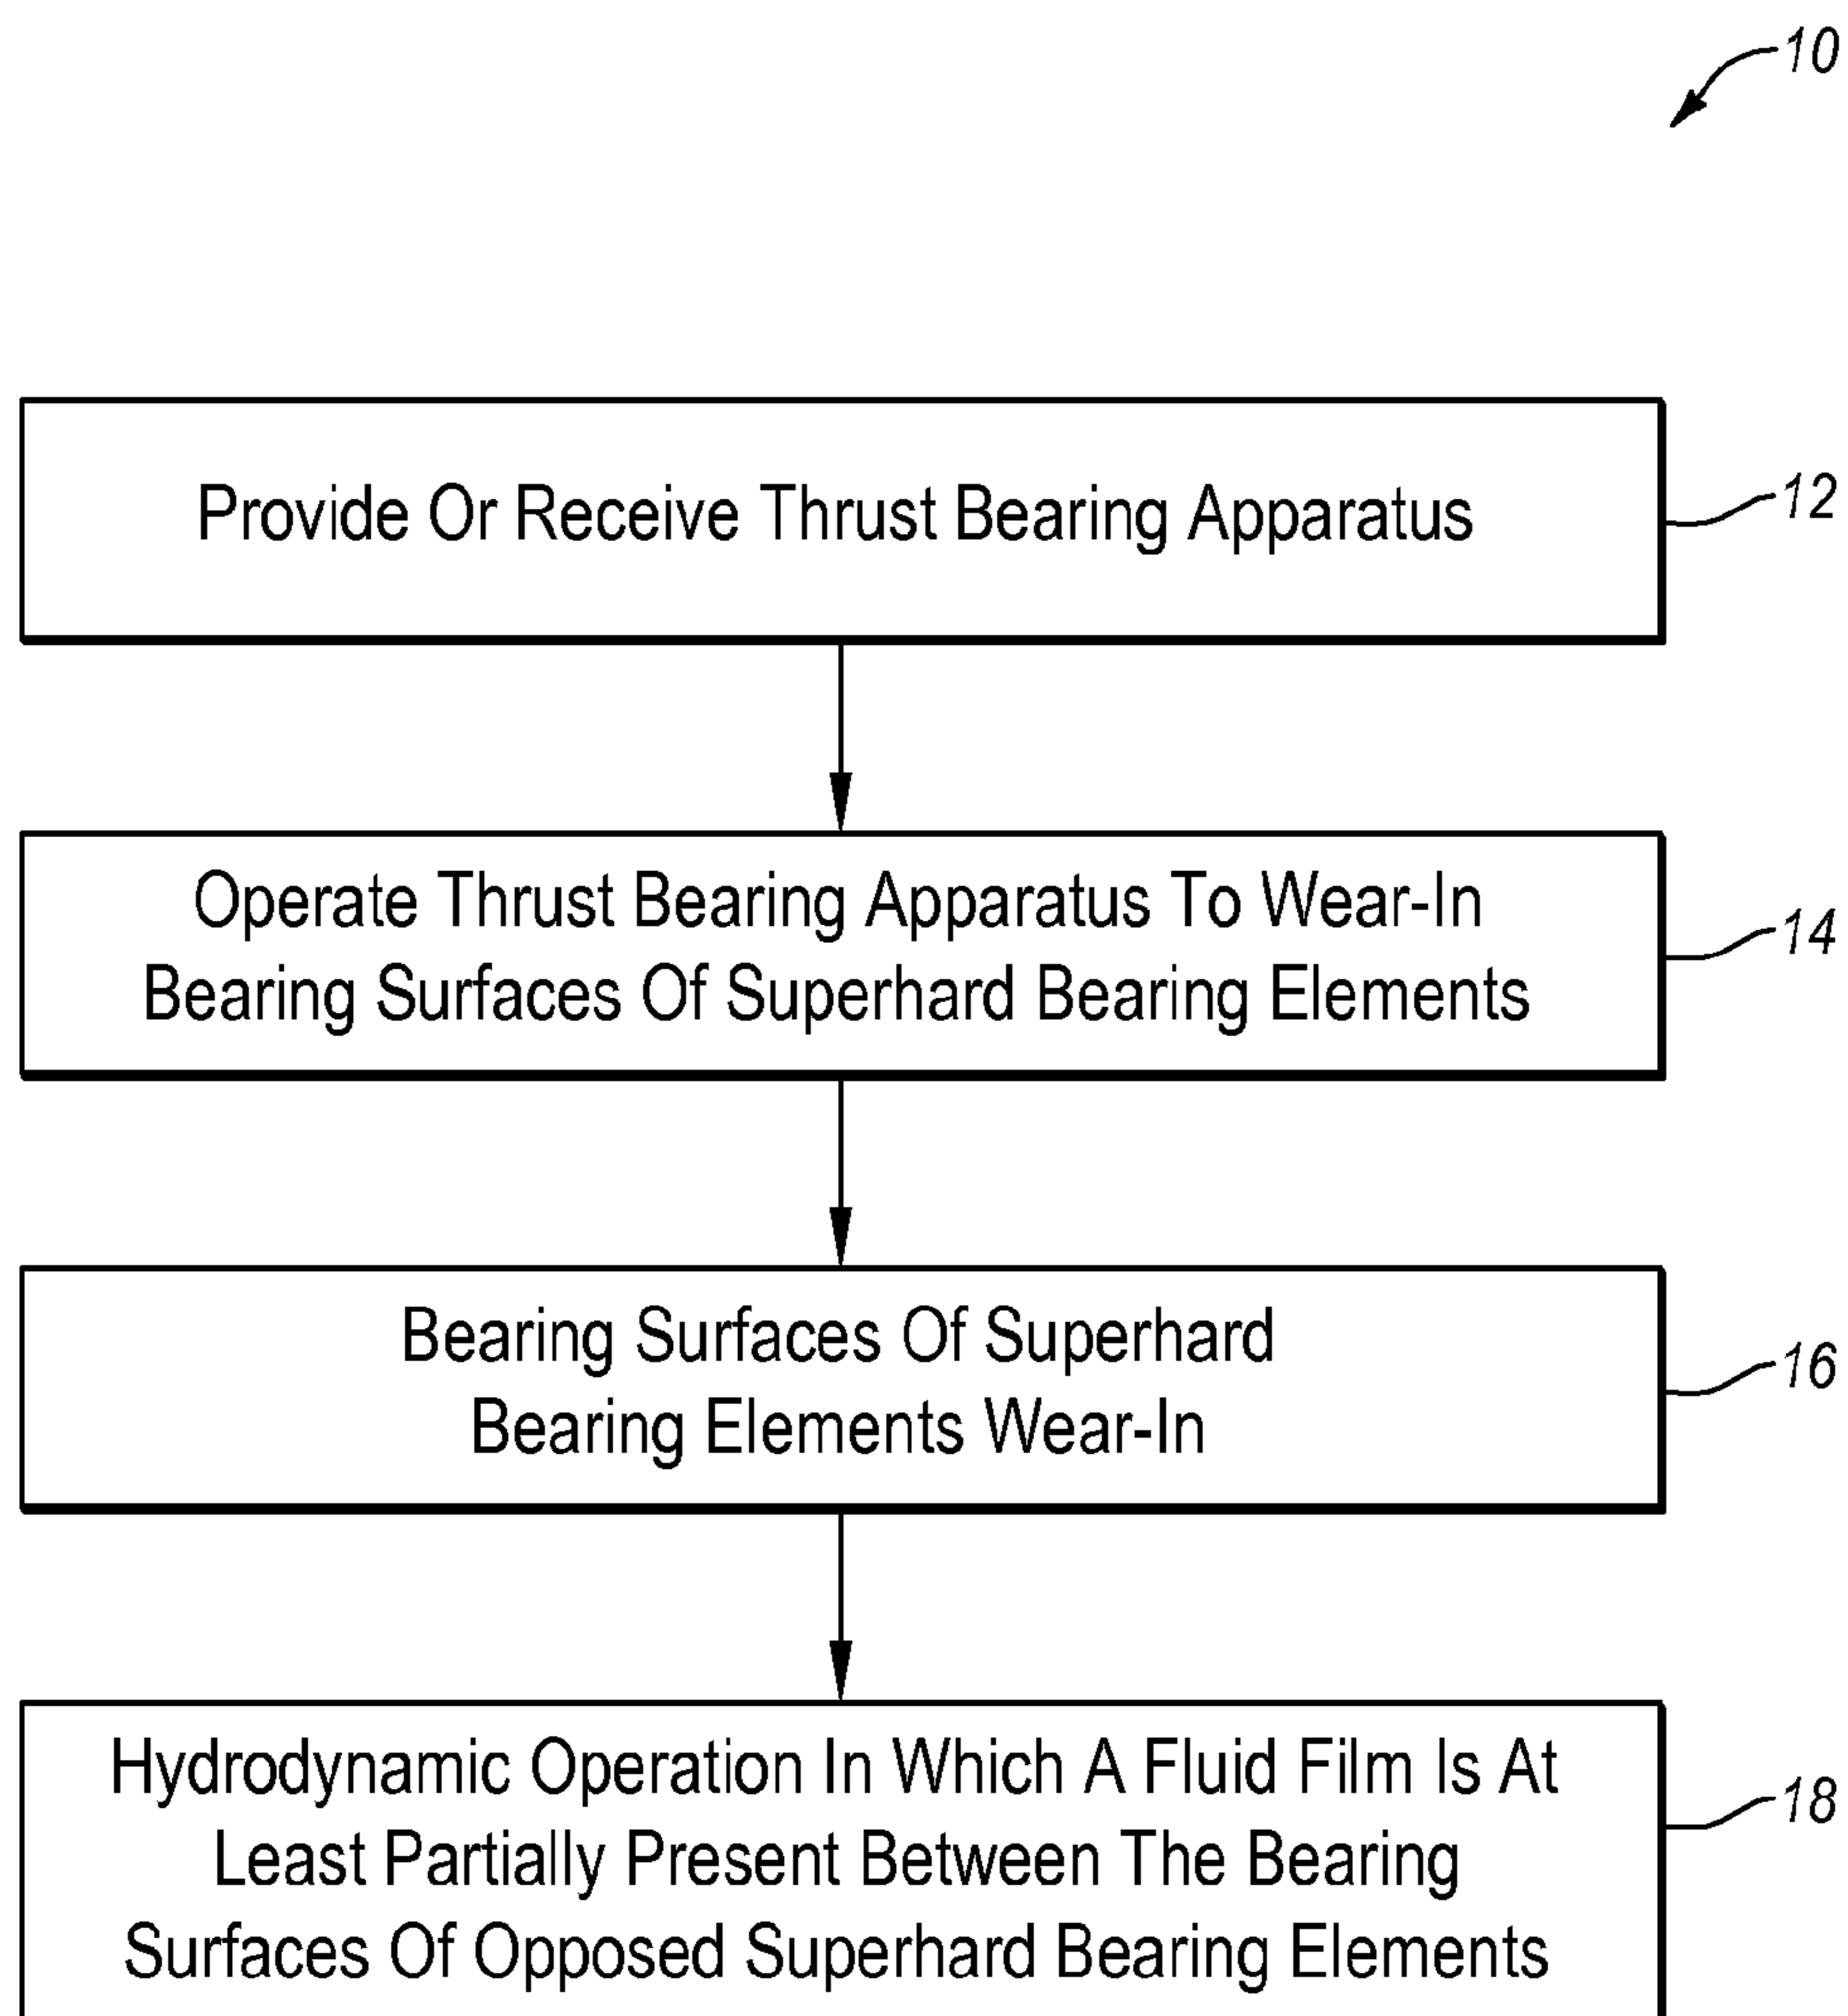 10
Provide Or Receive Thrust Bearing Apparatus
12
Operate Thrust Bearing Apparatus To Wear-In
Bearing Surfaces Of Superhard Bearing Elements
14
Bearing Surfaces Of Superhard
Bearing Elements Wear-In
16
Hydrodynamic Operation In Which A Fluid Film Is At
Least Partially Present Between The Bearing
Surfaces Of Opposed Superhard Bearing Elements
18